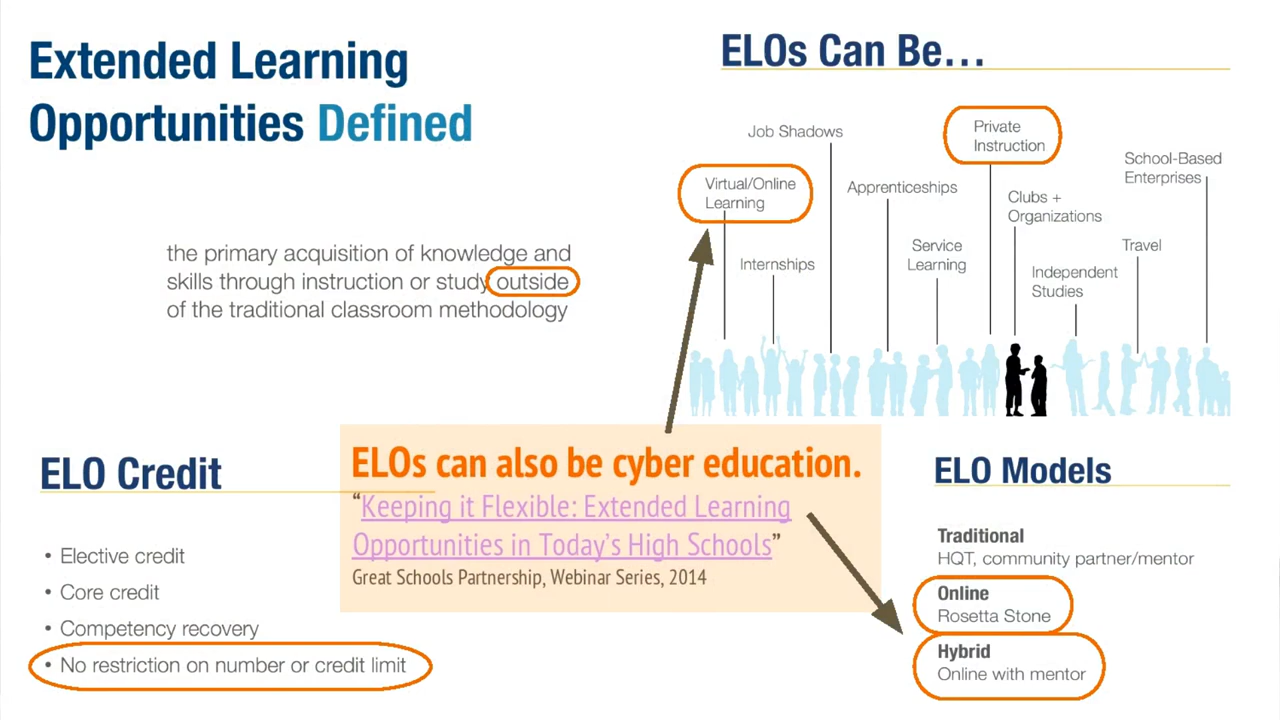 Extended Learning
Opportunities Defined
the primary acquisition of knowledge and
skills through instruction or study outside
of the traditional classroom methodology
ELOs Can Be…
Job Shadows
Private
Instruction
School-Based
Enterprises
Virtual/Online
Learning
Apprenticeships
Clubs +
Organizations
Service
Learning
Travel
Internships
Independent
Studies
ELO Credit
• Elective credit
• Core credit
• Competency recovery
• No restriction on number or credit limit
ELOs can also be cyber education.
“Keeping it Flexible: Extended Learning
Opportunities in Today’s High Schools”
Great Schools Partnership, Webinar Series, 2014
ELO Models
Traditional
HQT, community partner/mentor
Online
Rosetta Stone
Hybrid
Online with mentor